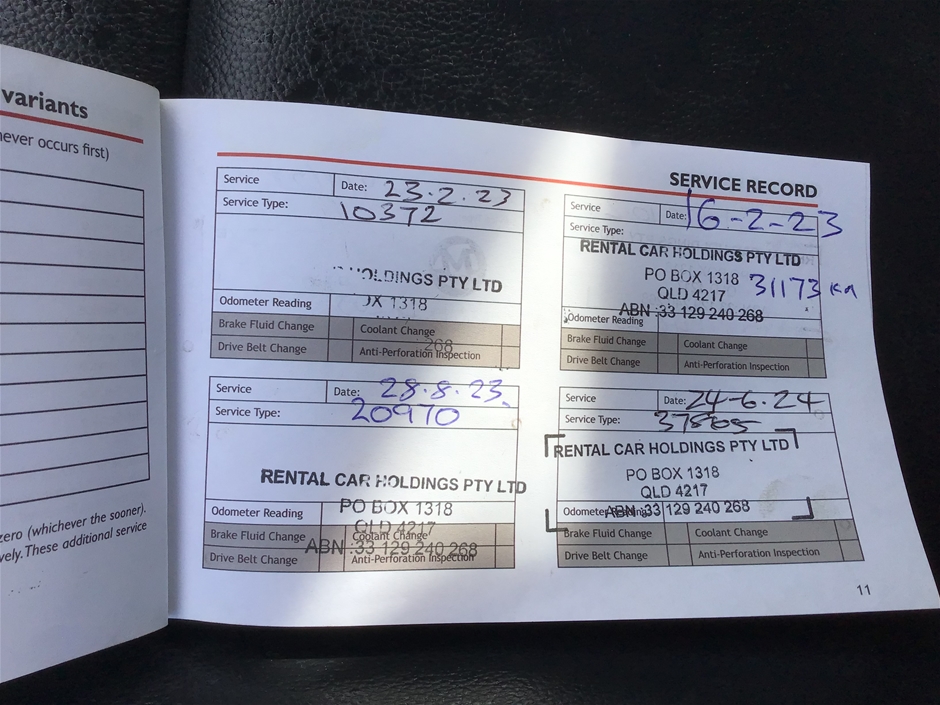 variants
never occurs first)
zero (whichever the sooner).
vely. These additional service
SERVICE RECORD
Service Date: 23.2.23
Service Type: 10372
HOLDINGS PTY LTD
Odometer Reading OX 1318
Brake Fluid Change Coolant Change
268
Drive Belt Change Anti-Perforation Inspection
Service Date: 16-2-23
Service Type:
RENTAL CAR HOLDINGS PTY LTD
PO BOX 1318
QLD 4217 31173 Km
ABN :33 129 240 268
Odometer Reading
Brake Fluid Change Coolant Change
Drive Belt Change Anti-Perforation Inspection
Service Date: 28.8.23
Service Type: 20970
RENTAL CAR HOLDINGS PTY LTD
Odometer Reading PO BOX 1318
QLD 4217
Brake Fluid Change Coolant Change
ABN :33 129 240 268
Drive Belt Change Anti-Perforation Inspection
Service Date: 24-6-24
Service Type:
RENTAL CAR HOLDINGS PTY LTD
PO BOX 1318
QLD 4217
Odometer Reading ABN :33 129 240 268
Brake Fluid Change Coolant Change
Drive Belt Change Anti-Perforation Inspection
11